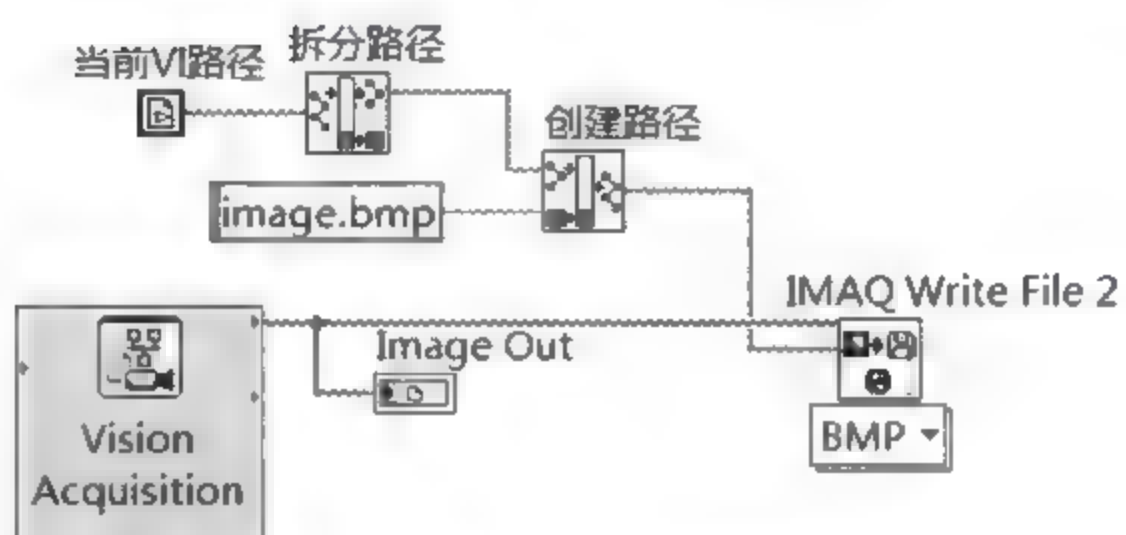 当前VI路径
拆分路径
创建路径
image.bmp
IMAQ Write File 2
Image Out
BMP
Vision
Acquisition